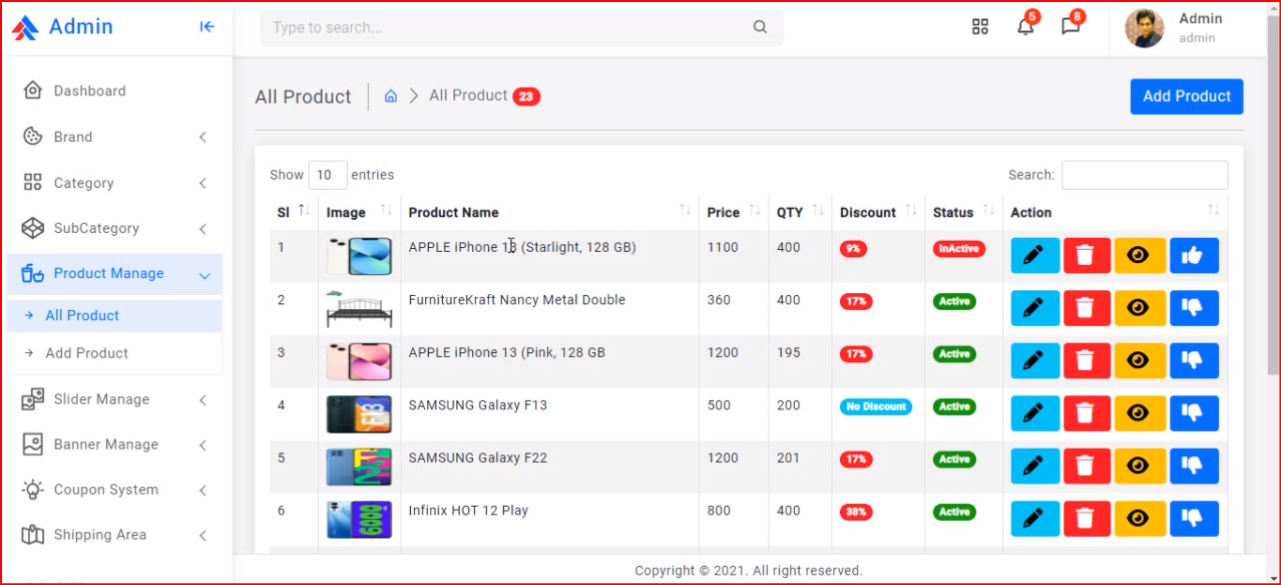 Admin
Type to search...
5
8
Admin
admin
Dashboard
Brand
Category
SubCategory
Product Manage
All Product
Add Product
Slider Manage
Banner Manage
Coupon System
Shipping Area
All Product
All Product 23
Add Product
Show 10 entries
Search:
Sl Image Product Name Price QTY Discount Status Action
1 APPLE iPhone 13 (Starlight, 128 GB) 1100 400 9% InActive
2 FurnitureKraft Nancy Metal Double 360 400 17% Active
3 APPLE iPhone 13 (Pink, 128 GB 1200 195 17% Active
4 SAMSUNG Galaxy F13 500 200 No Discount Active
5 SAMSUNG Galaxy F22 1200 201 17% Active
6 Infinix HOT 12 Play 800 400 38% Active
Copyright © 2021. All right reserved.